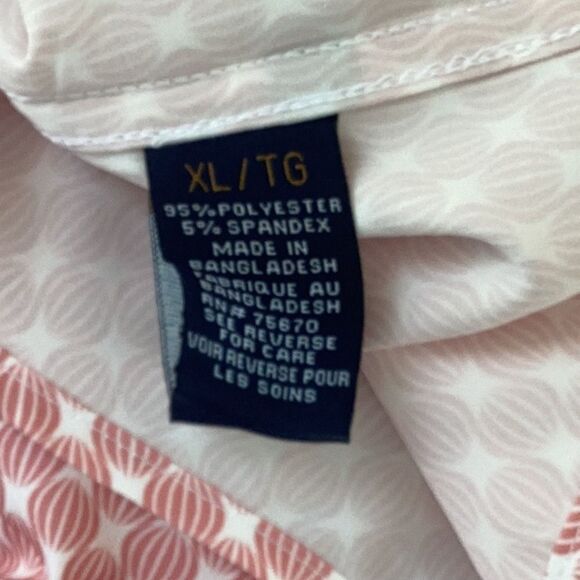 XL/TG
95% POLYESTER
5% SPANDEX
MADE IN
BANGLADESH
FABRIQUE AU
BANGLADESH
RN# 75670
SEE REVERSE
FOR CARE
VOIR REVERSE POUR
LES SOINS